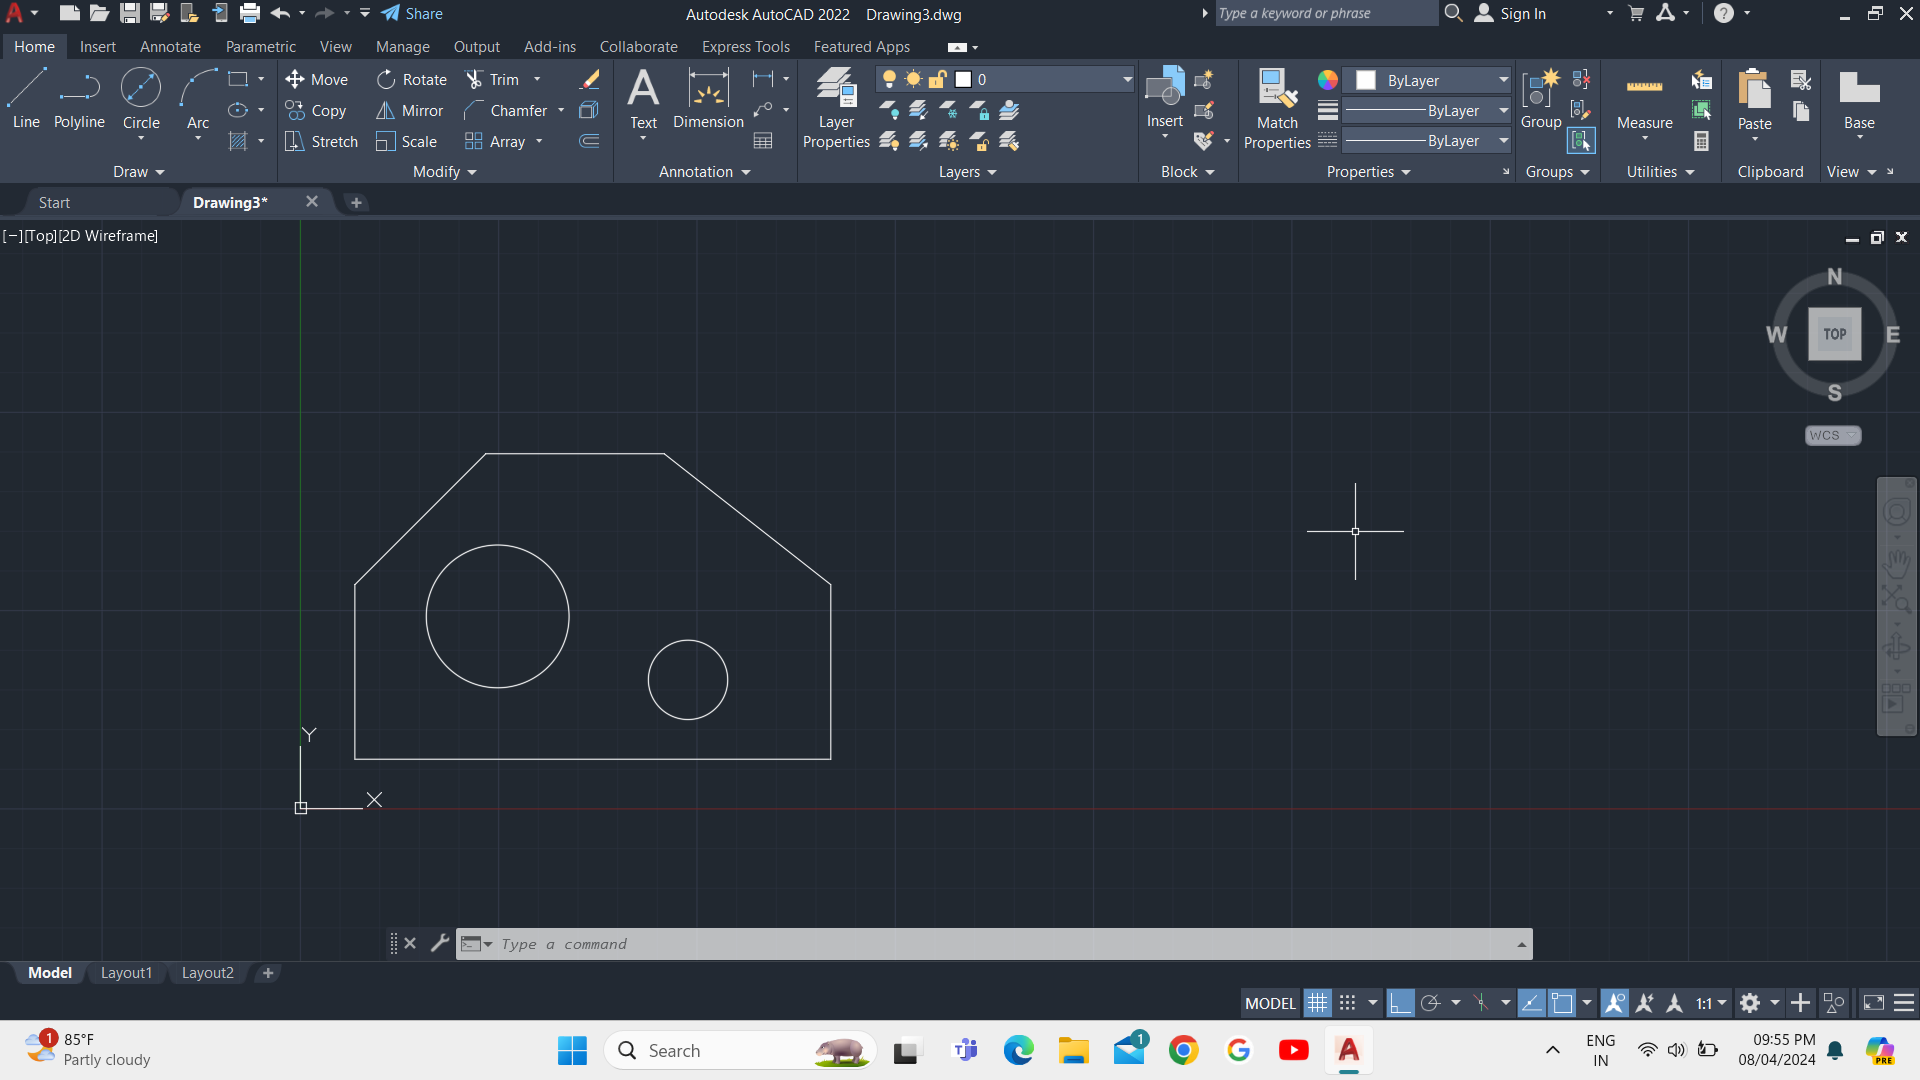 Share
Autodesk AutoCAD 2022 Drawing3.dwg
Type a keyword or phrase
Sign In
Home Insert Annotate Parametric View Manage Output Add-ins Collaborate Express Tools Featured Apps
Line Polyline Circle Arc
Move Rotate Trim
Copy Mirror Chamfer
Stretch Scale Array
Text Dimension
Layer Properties
0
Insert
Match Properties
ByLayer
ByLayer
ByLayer
Group
Measure
Paste
Base
Draw Modify Annotation Layers Block Properties Groups Utilities Clipboard View
Start Drawing3*
[−][Top][2D Wireframe]
N
W TOP E
S
WCS
Y
X
Type a command
Model Layout1 Layout2
MODEL 1:1
1
85°F
Partly cloudy
Search
1
ENG
IN
09:55 PM
08/04/2024
PRE